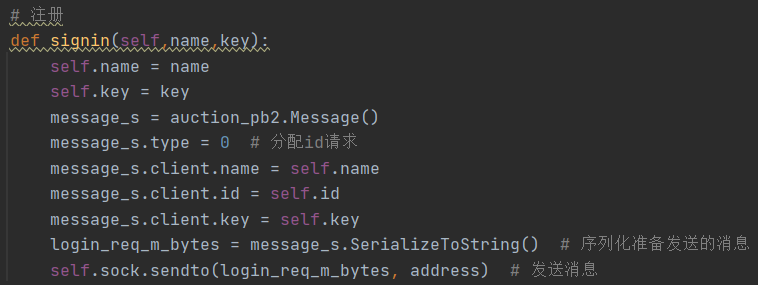 # 注册
def signin(self,name,key):
    self.name = name
    self.key = key
    message_s = auction_pb2.Message()
    message_s.type = 0  # 分配id请求
    message_s.client.name = self.name
    message_s.client.id = self.id
    message_s.client.key = self.key
    login_req_m_bytes = message_s.SerializeToString()  # 序列化准备发送的消息
    self.sock.sendto(login_req_m_bytes, address)  # 发送消息